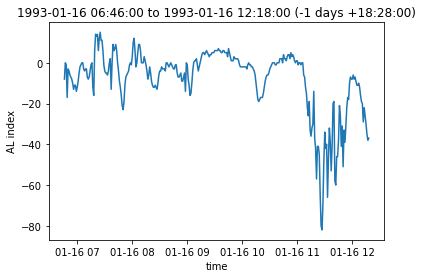 1993-01-16 06:46:00 to 1993-01-16 12:18:00 (-1 days +18:28:00)
AL index
0
−20
−40
−60
−80
01-16 07 01-16 08 01-16 09 01-16 10 01-16 11 01-16 12
time